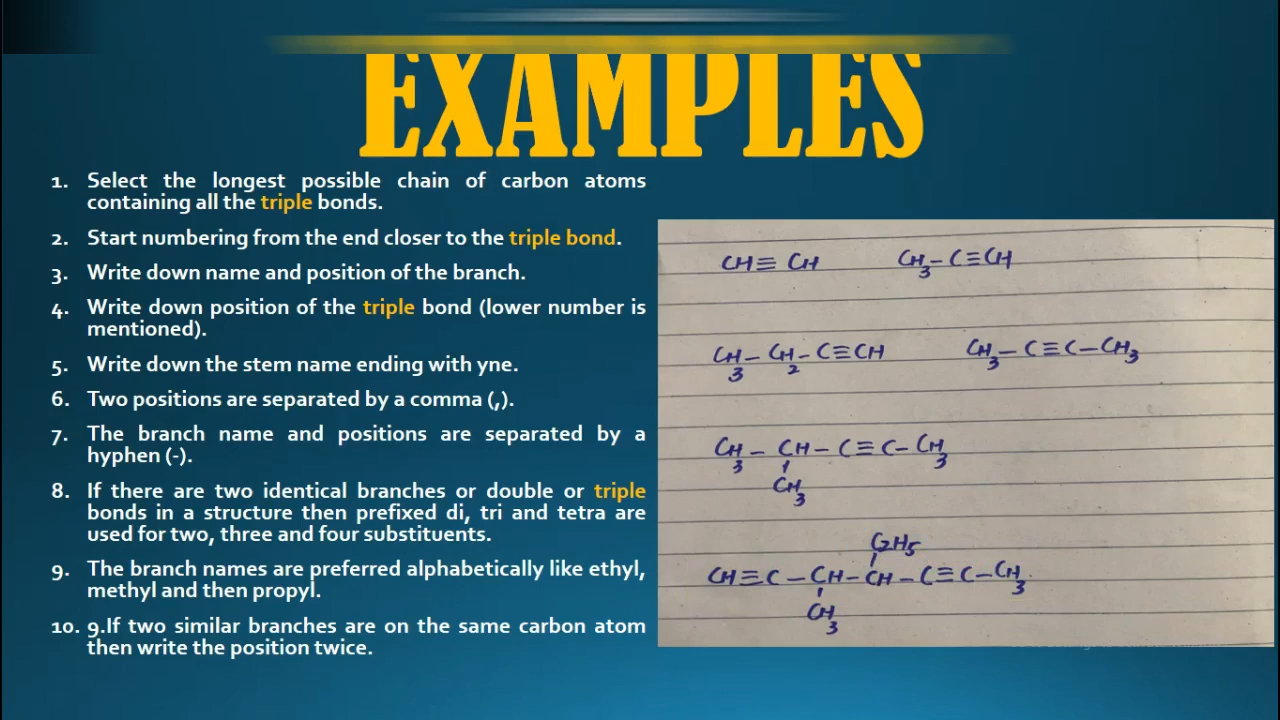 EXAMPLES
1. Select the longest possible chain of carbon atoms
containing all the triple bonds.
2. Start numbering from the end closer to the triple bond.
3. Write down name and position of the branch.
4. Write down position of the triple bond (lower number is
mentioned).
5. Write down the stem name ending with yne.
6. Two positions are separated by a comma (,).
7. The branch name and positions are separated by a
hyphen (-).
8. If there are two identical branches or double or triple
bonds in a structure then prefixed di, tri and tetra are
used for two, three and four substituents.
9. The branch names are preferred alphabetically like ethyl,
methyl and then propyl.
10. 9.If two similar branches are on the same carbon atom
then write the position twice.
CH≡CH CH₃-C≡CH
CH₃-CH₂-C≡CH CH₃-C≡C-CH₃
CH₃-CH-C≡C-CH₃
CH₃
C₂H₅
CH≡C-CH-CH-C≡C-CH₃
CH₃